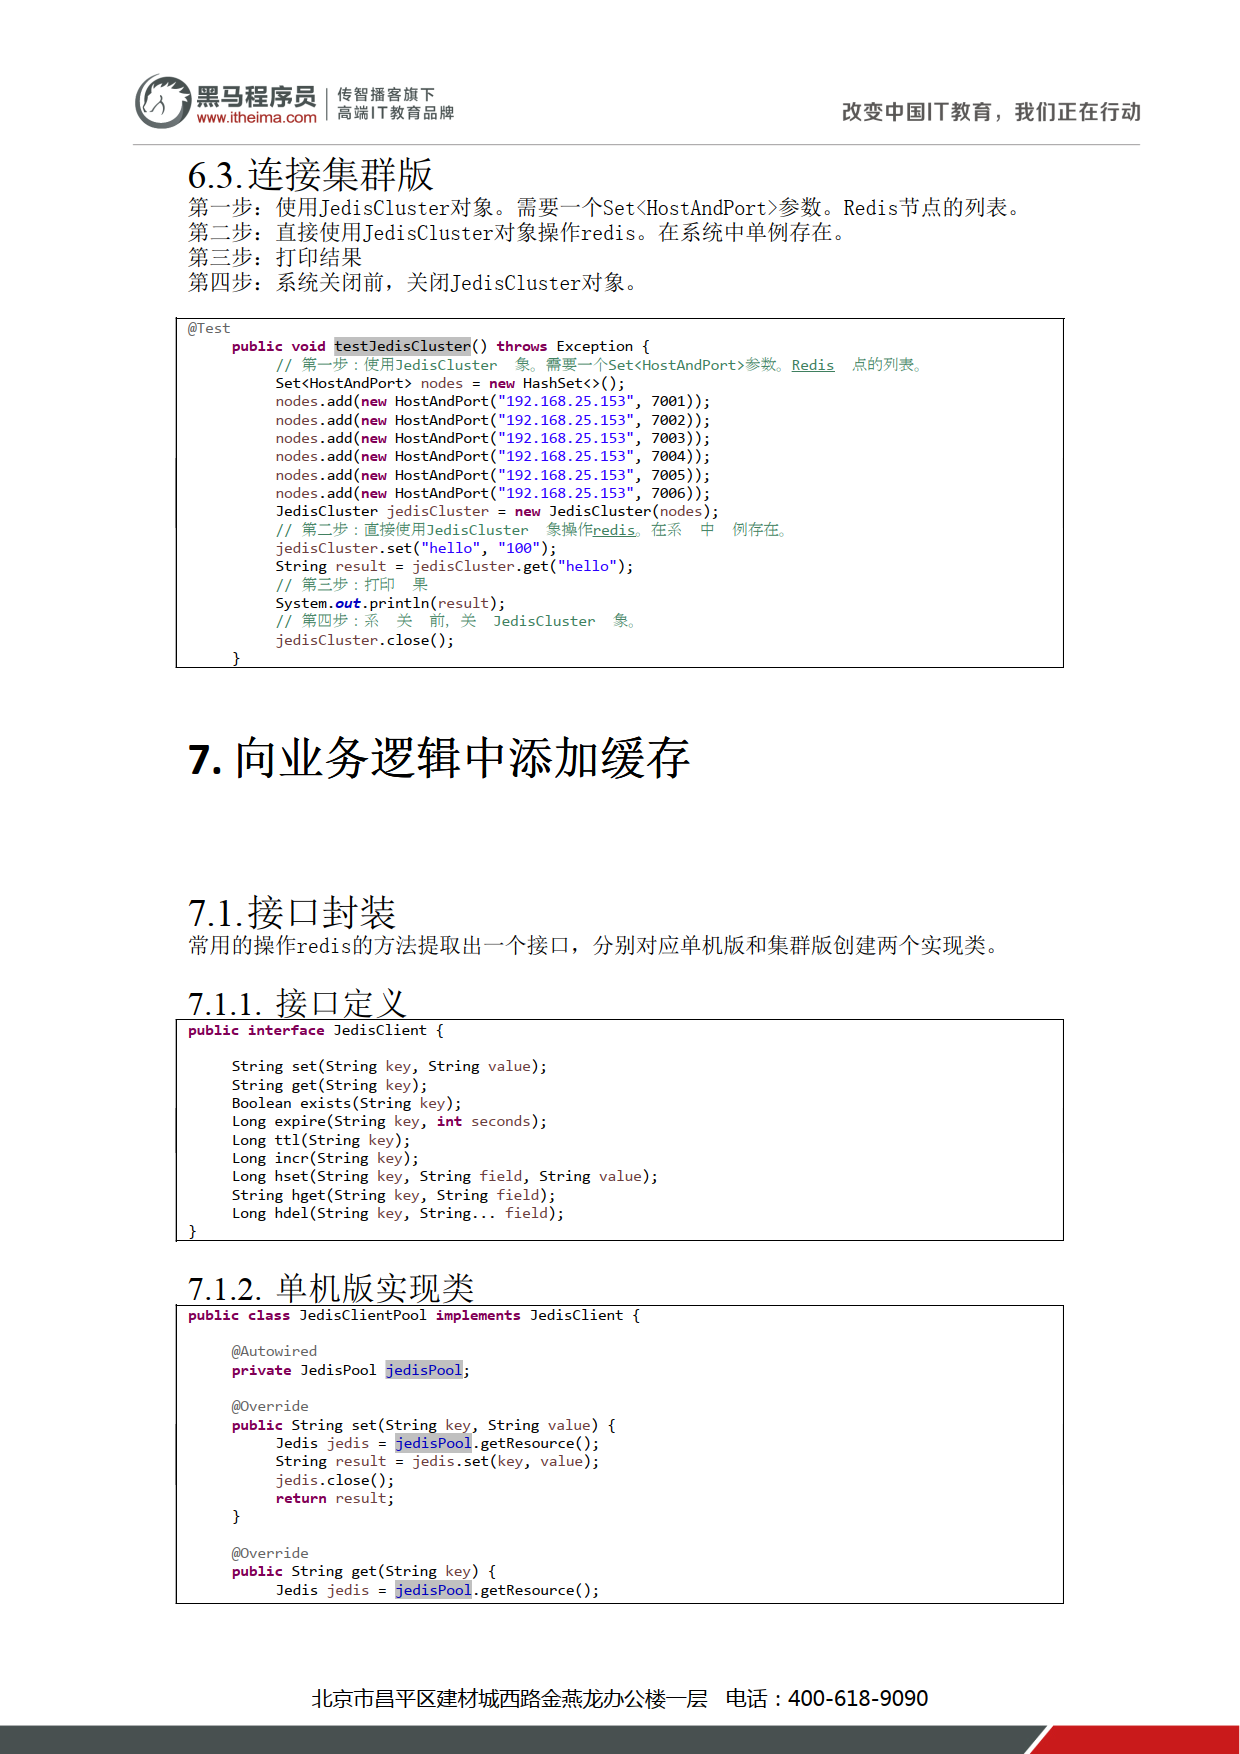 黑马程序员
www.itheima.com
传智播客旗下
高端IT教育品牌
改变中国IT教育，我们正在行动
6.3.连接集群版
第一步：使用JedisCluster对象。需要一个Set<HostAndPort>参数。Redis节点的列表。
第二步：直接使用JedisCluster对象操作redis。在系统中单例存在。
第三步：打印结果
第四步：系统关闭前，关闭JedisCluster对象。
@Test
public void testJedisCluster() throws Exception {
// 第一步：使用JedisCluster 象。需要一个Set<HostAndPort>参数。Redis 点的列表。
Set<HostAndPort> nodes = new HashSet<>();
nodes.add(new HostAndPort("192.168.25.153", 7001));
nodes.add(new HostAndPort("192.168.25.153", 7002));
nodes.add(new HostAndPort("192.168.25.153", 7003));
nodes.add(new HostAndPort("192.168.25.153", 7004));
nodes.add(new HostAndPort("192.168.25.153", 7005));
nodes.add(new HostAndPort("192.168.25.153", 7006));
JedisCluster jedisCluster = new JedisCluster(nodes);
// 第二步：直接使用JedisCluster 象操作redis。在系 中 例存在。
jedisCluster.set("hello", "100");
String result = jedisCluster.get("hello");
// 第三步：打印 果
System.out.println(result);
// 第四步：系 关 前，关 JedisCluster 象。
jedisCluster.close();
}
7. 向业务逻辑中添加缓存
7.1.接口封装
常用的操作redis的方法提取出一个接口，分别对应单机版和集群版创建两个实现类。
7.1.1. 接口定义
public interface JedisClient {
String set(String key, String value);
String get(String key);
Boolean exists(String key);
Long expire(String key, int seconds);
Long ttl(String key);
Long incr(String key);
Long hset(String key, String field, String value);
String hget(String key, String field);
Long hdel(String key, String... field);
}
7.1.2. 单机版实现类
public class JedisClientPool implements JedisClient {
@Autowired
private JedisPool jedisPool;
@Override
public String set(String key, String value) {
Jedis jedis = jedisPool.getResource();
String result = jedis.set(key, value);
jedis.close();
return result;
}
@Override
public String get(String key) {
Jedis jedis = jedisPool.getResource();
北京市昌平区建材城西路金燕龙办公楼一层 电话：400-618-9090